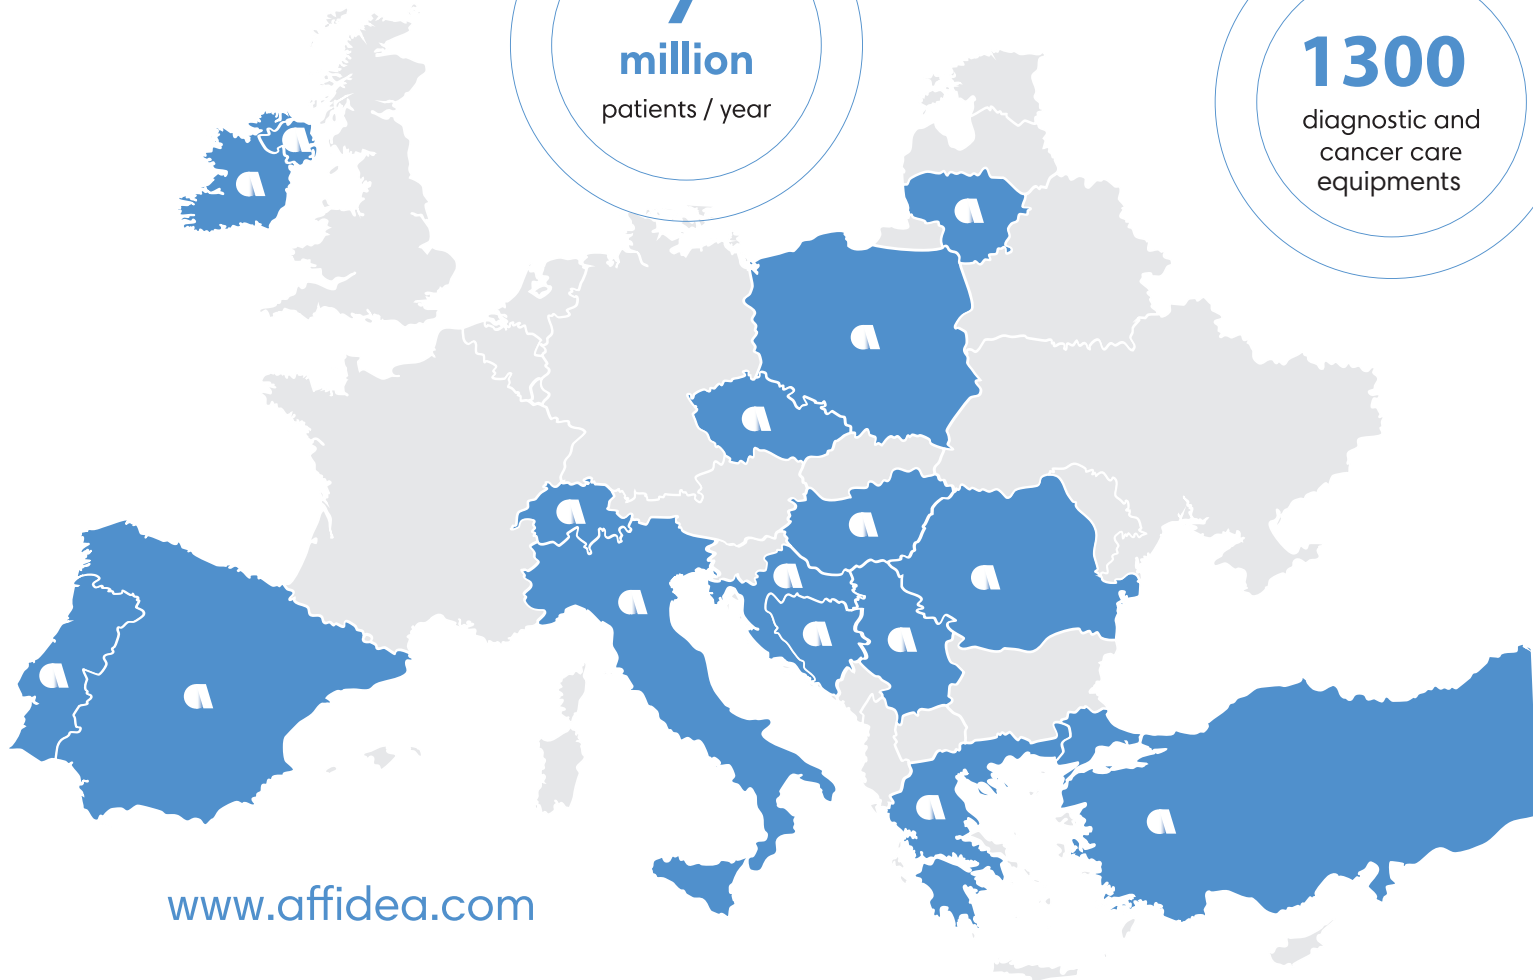 million
patients / year
1300
diagnostic and
cancer care
equipments
www.affidea.com